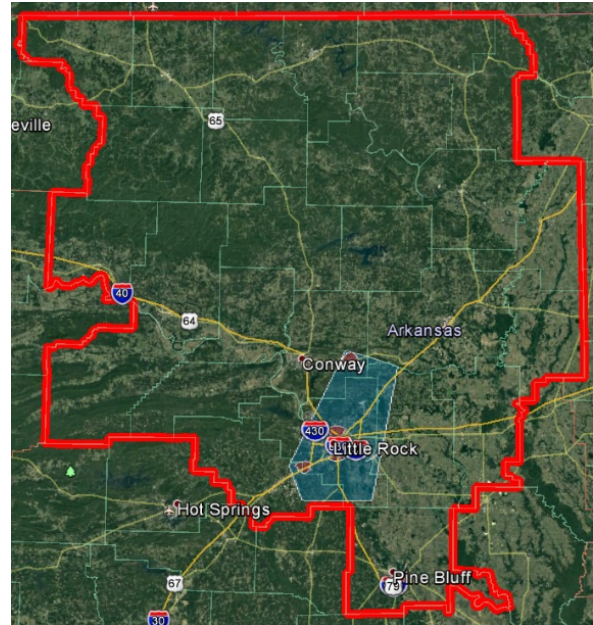 65
eville
40
64
Arkansas
Conway
430
Little Rock
Hot Springs
67
Pine Bluff
79
30